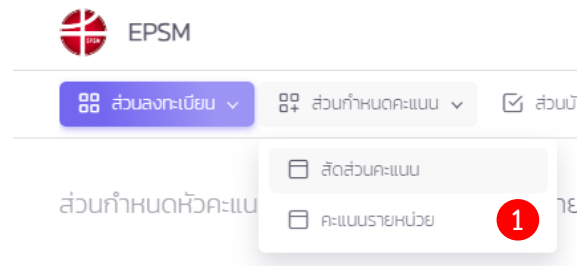 EPSM
ส่วนลงทะเบียน ส่วนกำหนดคะแนน
สัดส่วนคะแนน
ส่วนกำหนดหัวคะแน
คะแนนรายหน่วย 1